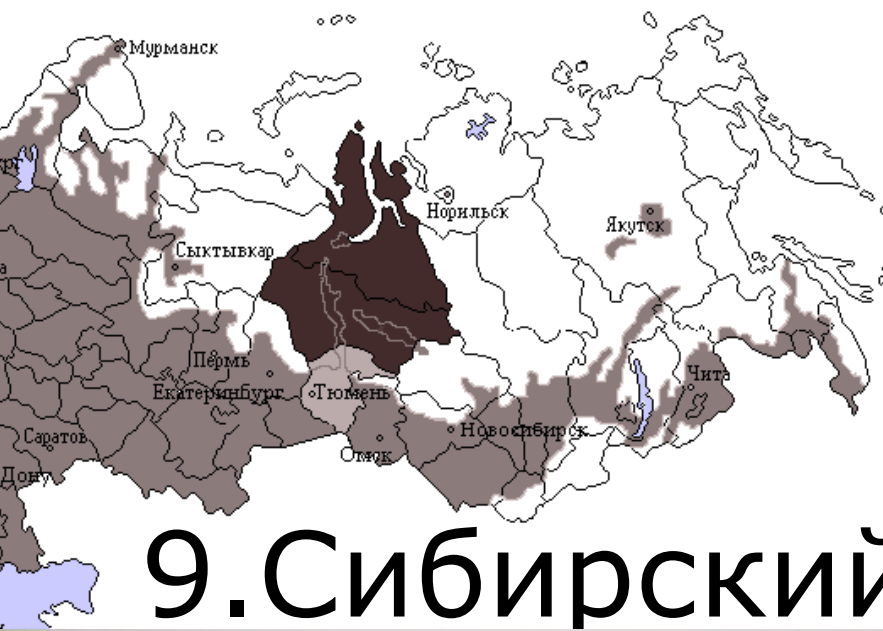 Мурманск
Норильск
Якутск
Сыктывкар
Пермь
Чита
Екатеринбург
Тюмень
Саратов
Новосибирск
Омск
Дону
9.Сибирский